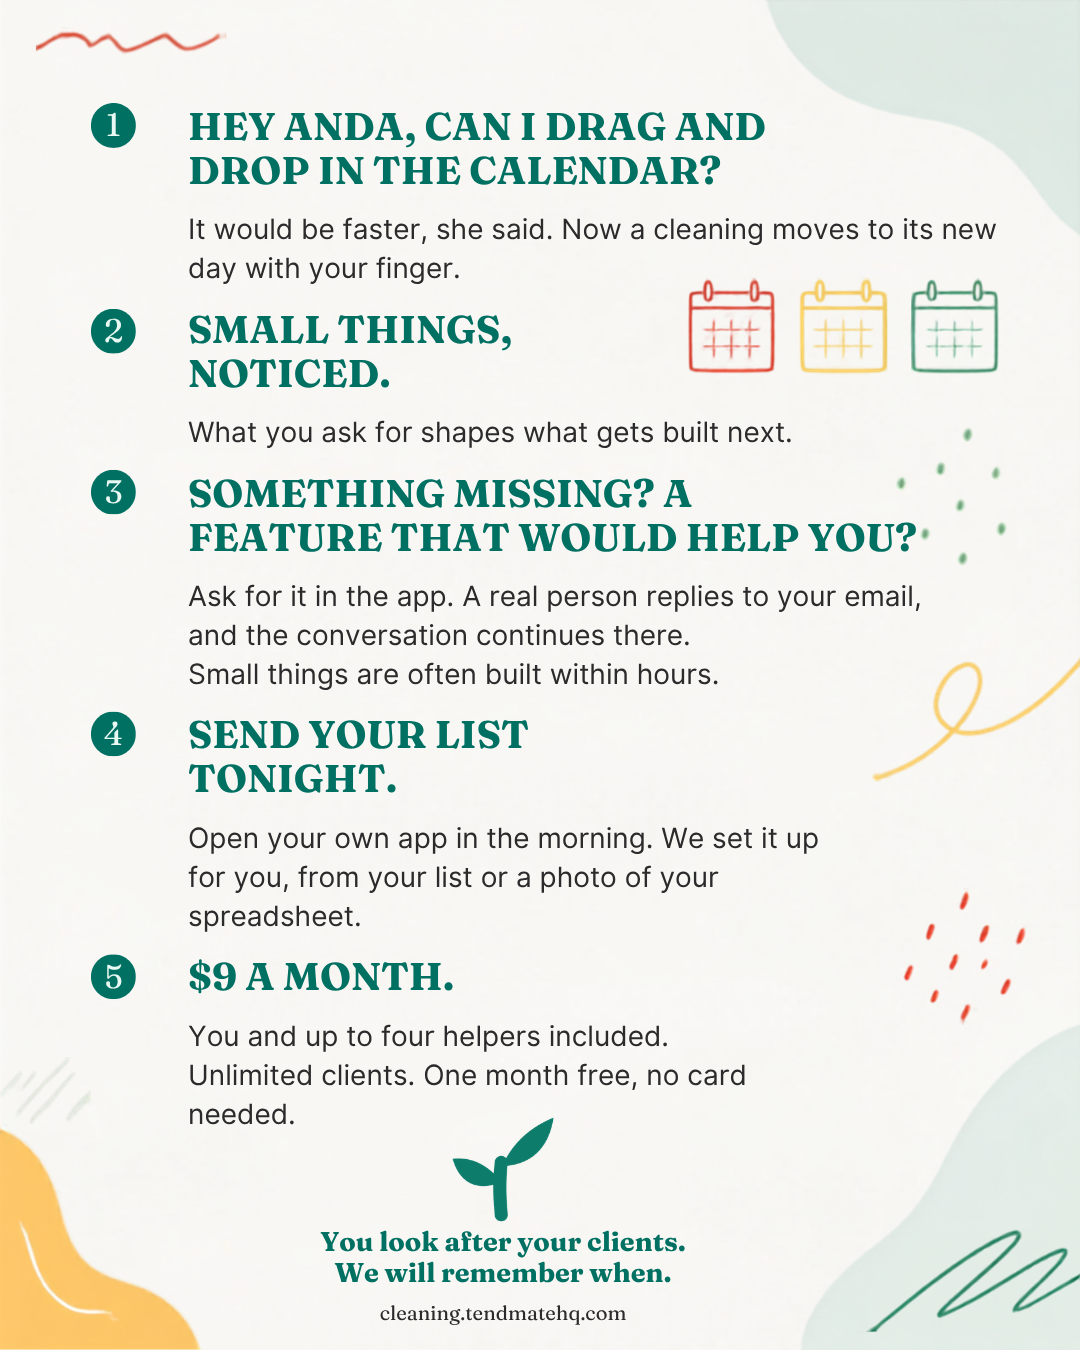 1
HEY ANDA, CAN I DRAG AND
DROP IN THE CALENDAR?
It would be faster, she said. Now a cleaning moves to its new
day with your finger.
2
SMALL THINGS,
NOTICED.
What you ask for shapes what gets built next.
3
SOMETHING MISSING? A
FEATURE THAT WOULD HELP YOU?
Ask for it in the app. A real person replies to your email,
and the conversation continues there.
Small things are often built within hours.
4
SEND YOUR LIST
TONIGHT.
Open your own app in the morning. We set it up
for you, from your list or a photo of your
spreadsheet.
5
$9 A MONTH.
You and up to four helpers included.
Unlimited clients. One month free, no card
needed.
You look after your clients.
We will remember when.
cleaning.tendmatehq.com